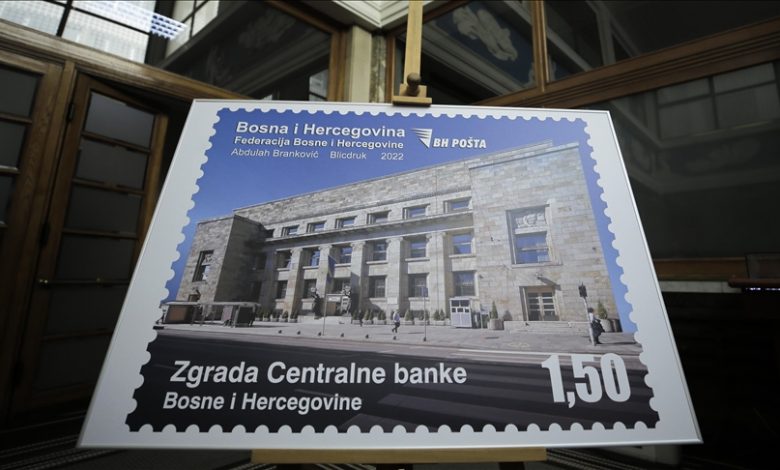 Bosna i Hercegovina
Federacija Bosne i Hercegovine
BH POŠTA
Abdulah Branković Blicdruk 2022
Zgrada Centralne banke
Bosne i Hercegovine
1,50